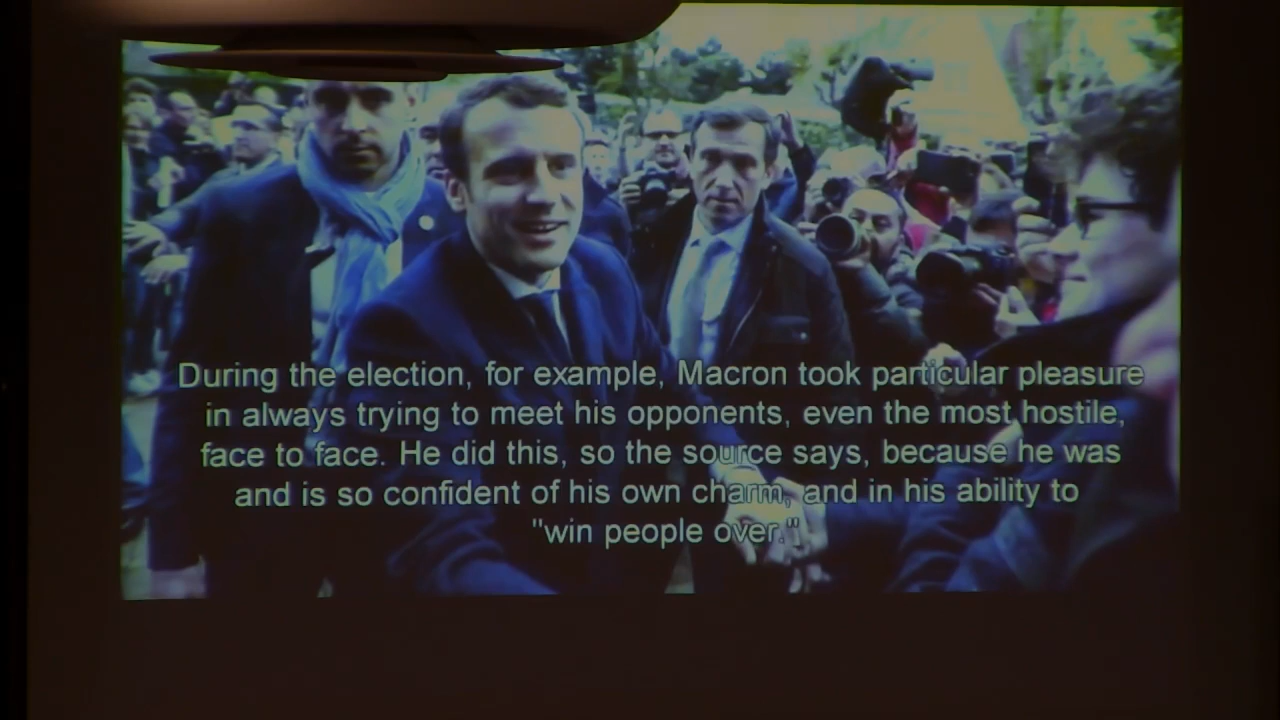 During the election, for example, Macron took particular pleasure
in always trying to meet his opponents, even the most hostile,
face to face. He did this, so the source says, because he was
and is so confident of his own charm, and in his ability to
"win people over."